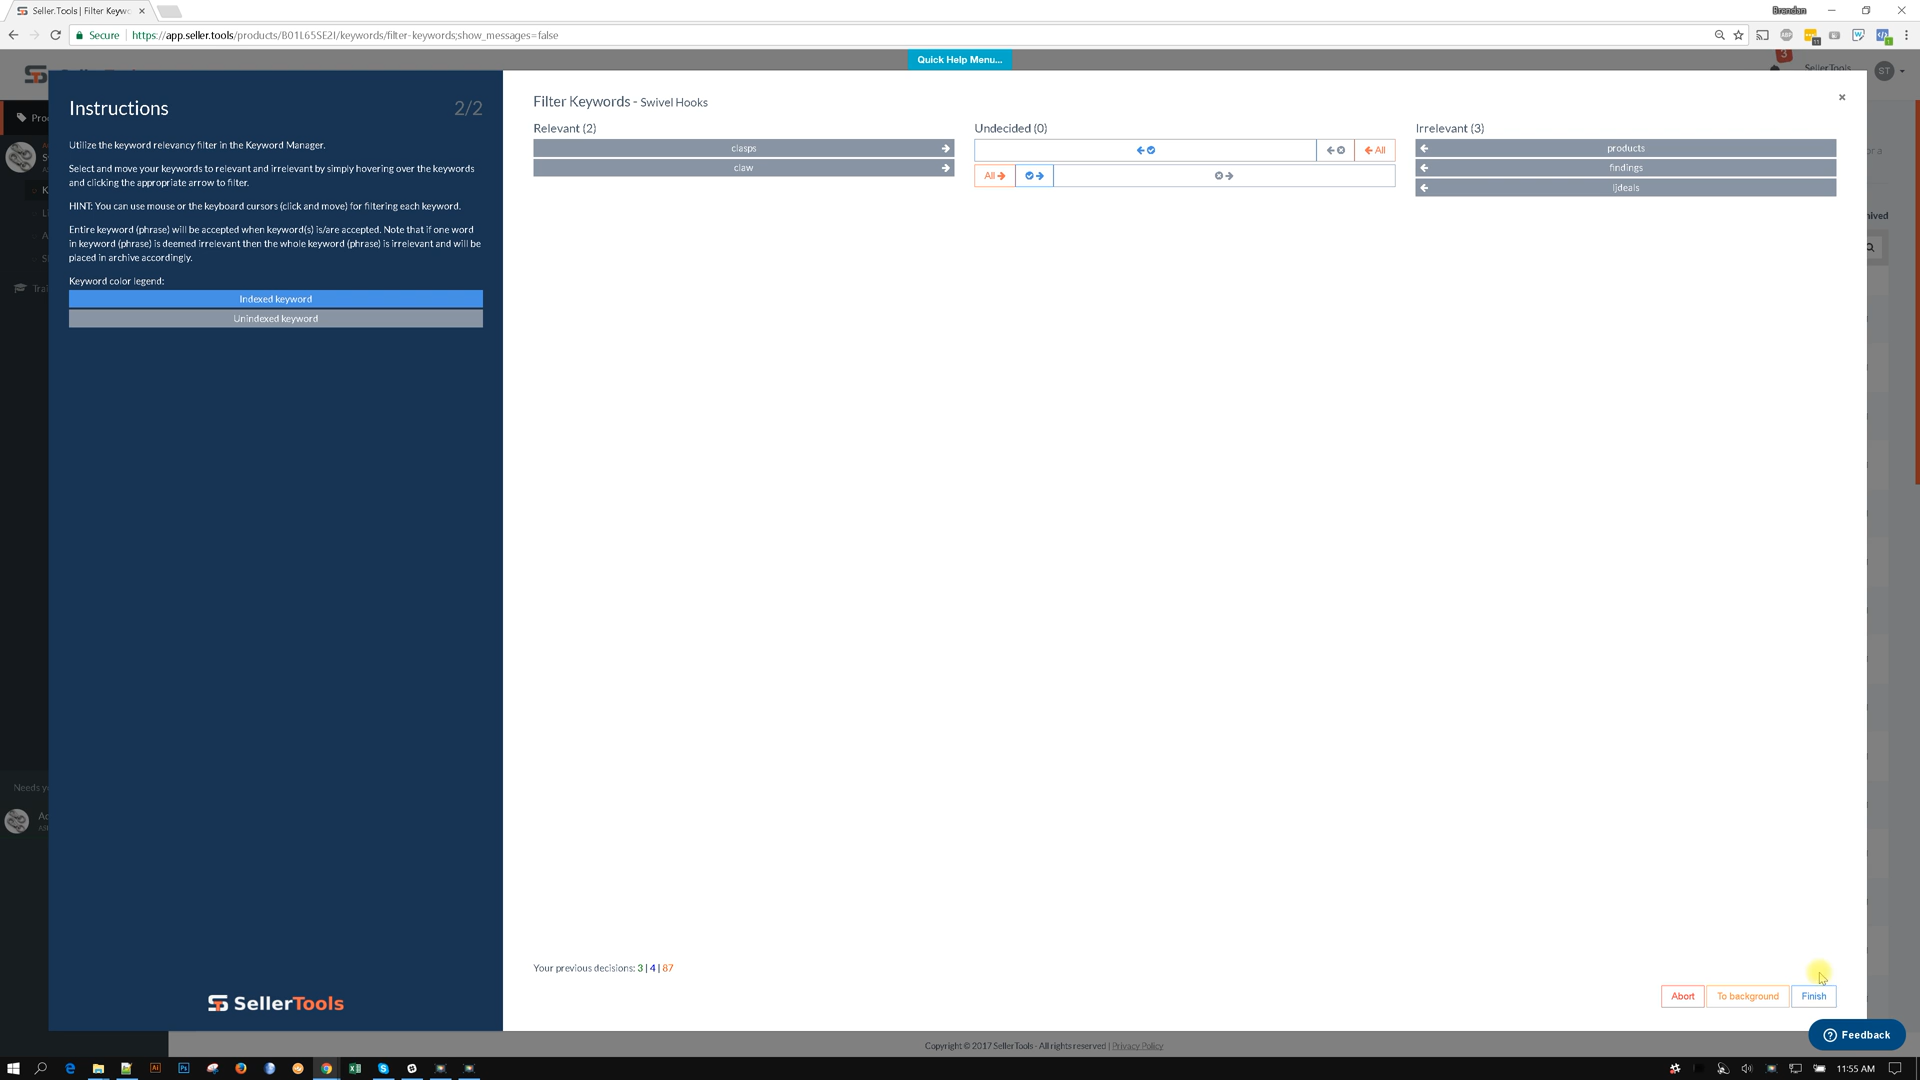 Seller.Tools | Filter Keyw
Brendan
Secure
https://app.seller.tools/products/B01L65SE2I/keywords/filter-keywords;show_messages=false
Quick Help Menu...
3
SellerTools
ST
Instructions
2/2
Utilize the keyword relevancy filter in the Keyword Manager.
Select and move your keywords to relevant and irrelevant by simply hovering over the keywords
and clicking the appropriate arrow to filter.
HINT: You can use mouse or the keyboard cursors (click and move) for filtering each keyword.
Entire keyword (phrase) will be accepted when keyword(s) is/are accepted. Note that if one word
in keyword (phrase) is deemed irrelevant then the whole keyword (phrase) is irrelevant and will be
placed in archive accordingly.
Keyword color legend:
Indexed keyword
Unindexed keyword
SellerTools
Filter Keywords - Swivel Hooks
Relevant (2)
clasps
claw
Undecided (0)
All
All
Irrelevant (3)
products
findings
ljdeals
Your previous decisions: 3 | 4 | 87
Abort
To background
Finish
Feedback
Copyright © 2017 SellerTools - All rights reserved | Privacy Policy
11:55 AM